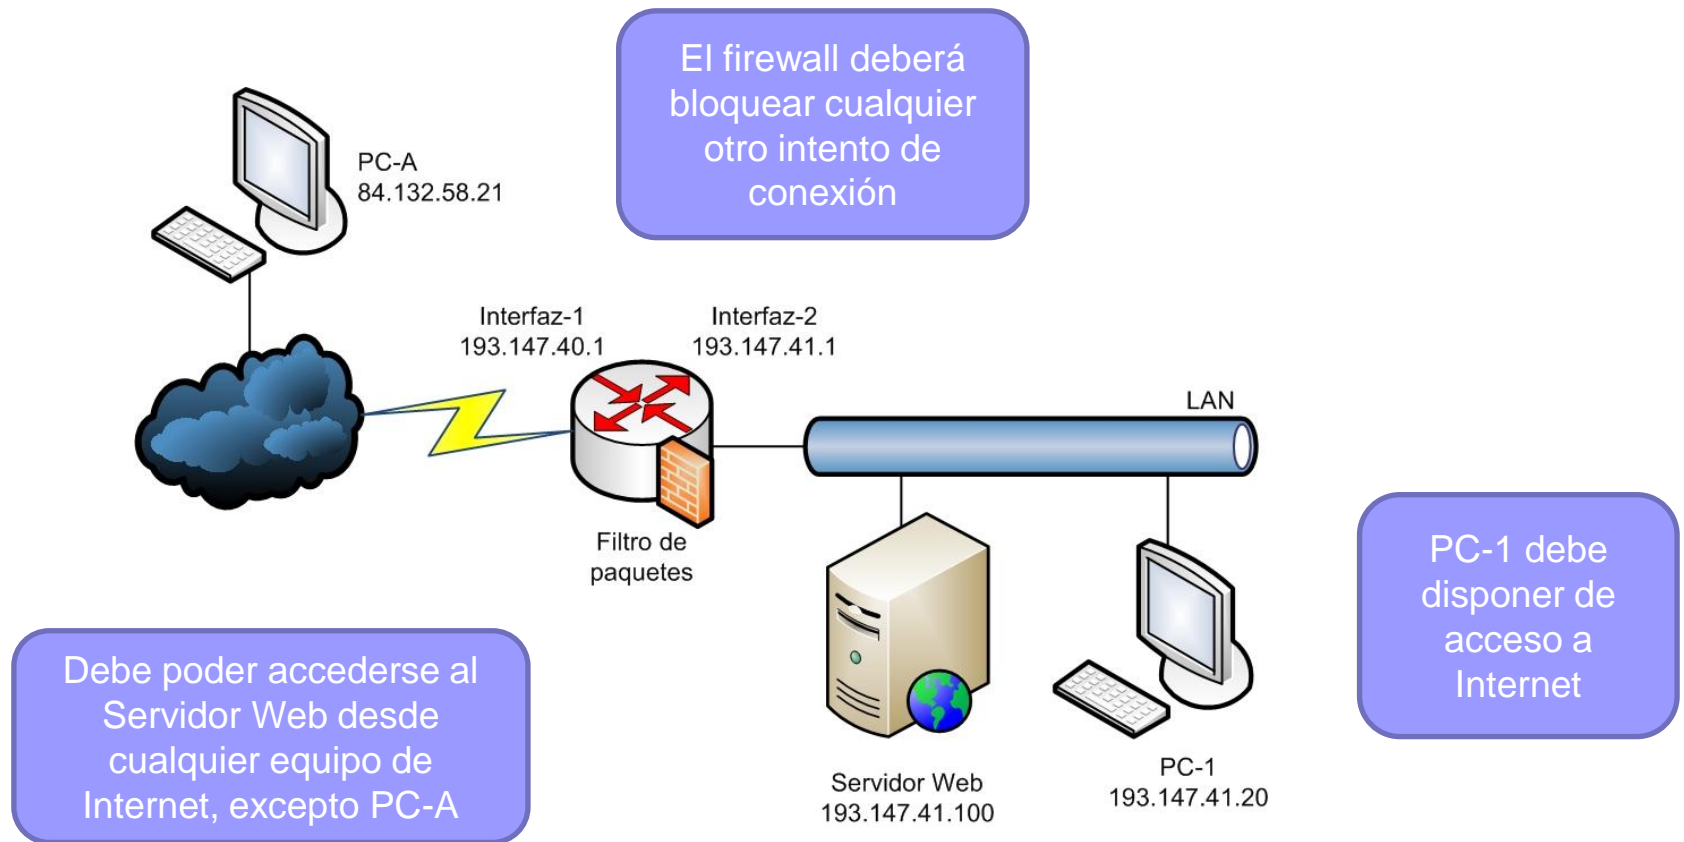 El firewall deberá
bloquear cualquier
otro intento de
conexión
PC-A
84.132.58.21
Interfaz-1
193.147.40.1
Interfaz-2
193.147.41.1
LAN
Filtro de
paquetes
PC-1 debe
disponer de
acceso a
Internet
Debe poder accederse al
Servidor Web desde
cualquier equipo de
Internet, excepto PC-A
Servidor Web
193.147.41.100
PC-1
193.147.41.20